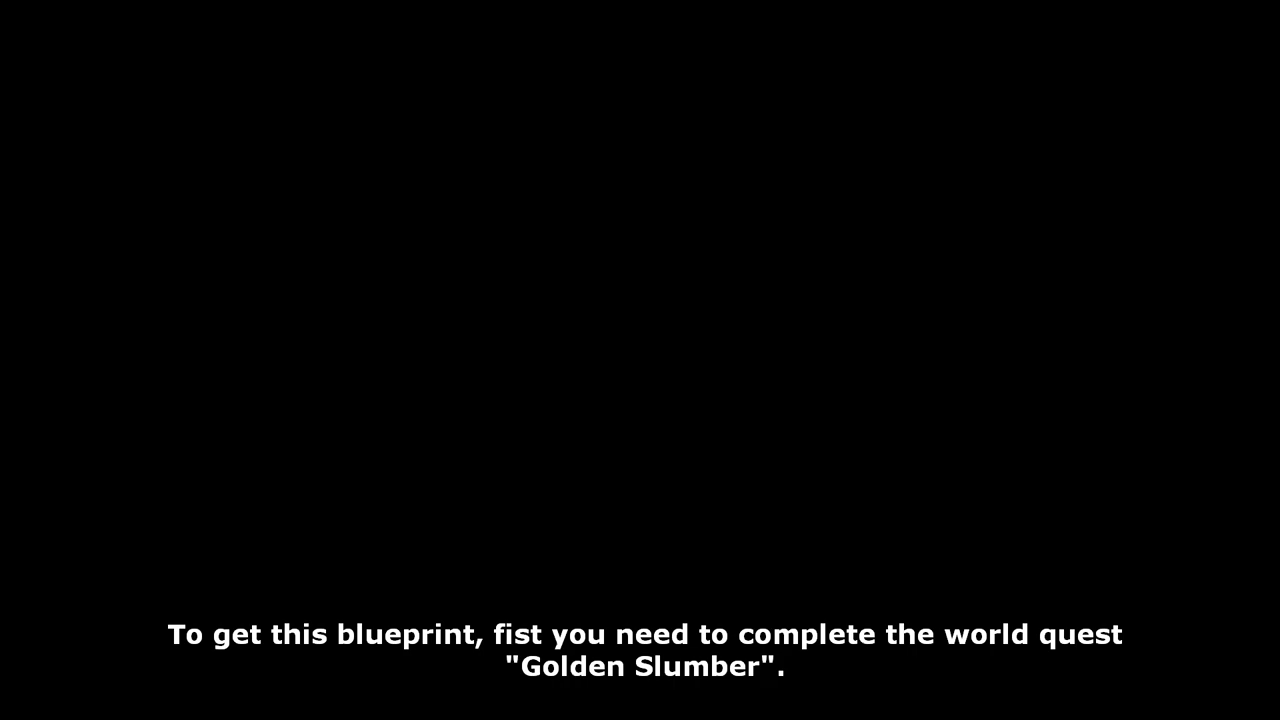 To get this blueprint, fist you need to complete the world quest
"Golden Slumber".